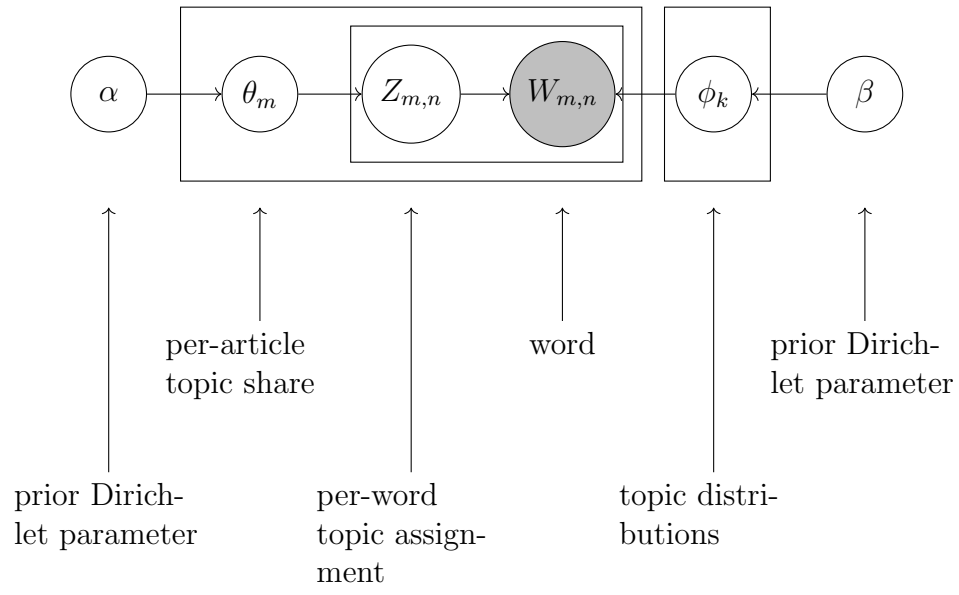 α θ_m Z_{m,n} W_{m,n} ϕ_k β
per-article
topic share
word
prior Dirich-
let parameter
prior Dirich-
let parameter
per-word
topic assign-
ment
topic distri-
butions